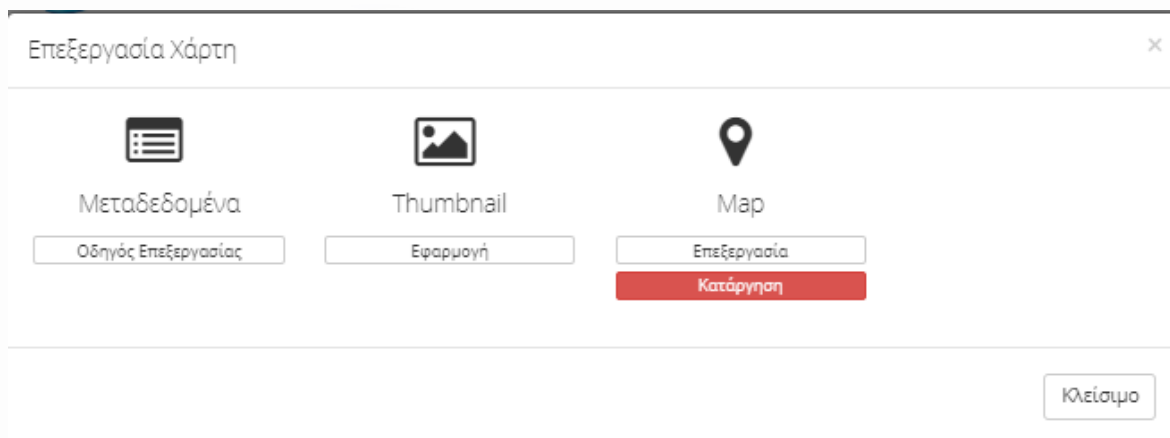 Επεξεργασία Χάρτη
×
Μεταδεδομένα
Thumbnail
Map
Οδηγός Επεξεργασίας
Εφαρμογή
Επεξεργασία
Κατάργηση
Κλείσιμο